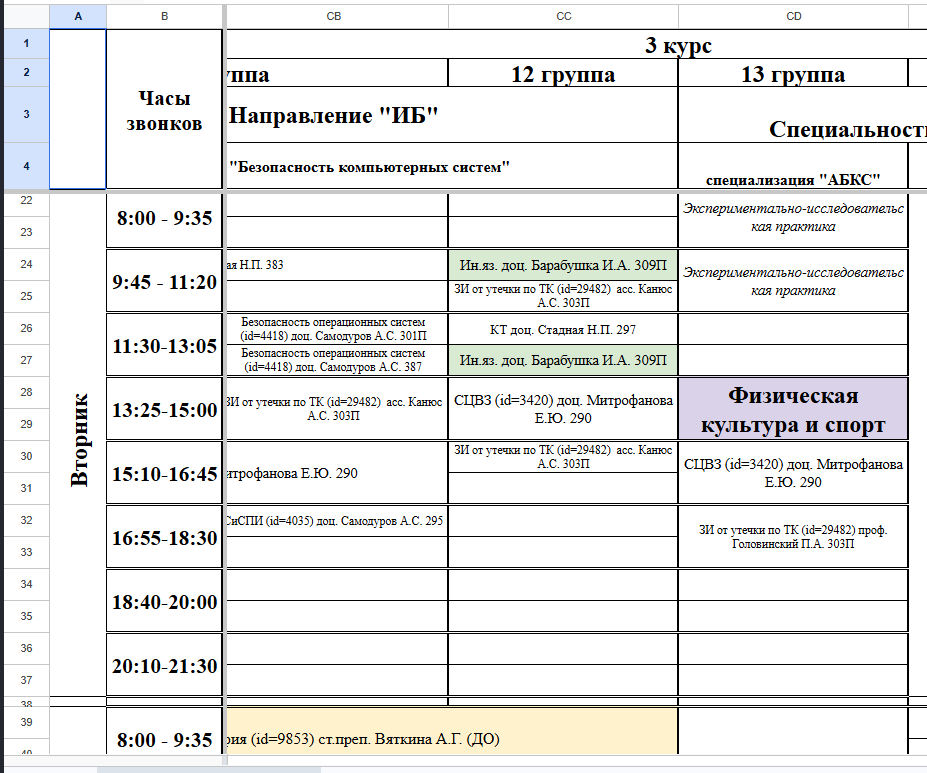 A B CB CC CD
1 3 курс
2 12 группа 13 группа
Часы
звонков
3 Направление "ИБ" Специальност
4 "Безопасность компьютерных систем" специализация "АБКС"
Вторник
22
23
8:00 - 9:35
Экспериментально-исследовательс
кая практика
24
25
9:45 - 11:20
Н.П. 383
Ин.яз. доц. Барабушка И.А. 309П
ЗИ от утечки по ТК (id=29482) асс. Канюс
А.С. 303П
Экспериментально-исследовательс
кая практика
26
27
11:30-13:05
Безопасность операционных систем
(id=4418) доц. Самодуров А.С. 301П
Безопасность операционных систем
(id=4418) доц. Самодуров А.С. 387
КТ доц. Стадная Н.П. 297
Ин.яз. доц. Барабушка И.А. 309П
28
29
13:25-15:00
ЗИ от утечки по ТК (id=29482) асс. Канюс
А.С. 303П
СЦВЗ (id=3420) доц. Митрофанова
Е.Ю. 290
Физическая
культура и спорт
30
31
15:10-16:45
итрофанова Е.Ю. 290
ЗИ от утечки по ТК (id=29482) асс. Канюс
А.С. 303П
СЦВЗ (id=3420) доц. Митрофанова
Е.Ю. 290
32
33
16:55-18:30
СиСПИ (id=4035) доц. Самодуров А.С. 295
ЗИ от утечки по ТК (id=29482) проф.
Головинский П.А. 303П
34
35
18:40-20:00
36
37
20:10-21:30
38
39
8:00 - 9:35
рия (id=9853) ст.преп. Вяткина А.Г. (ДО)